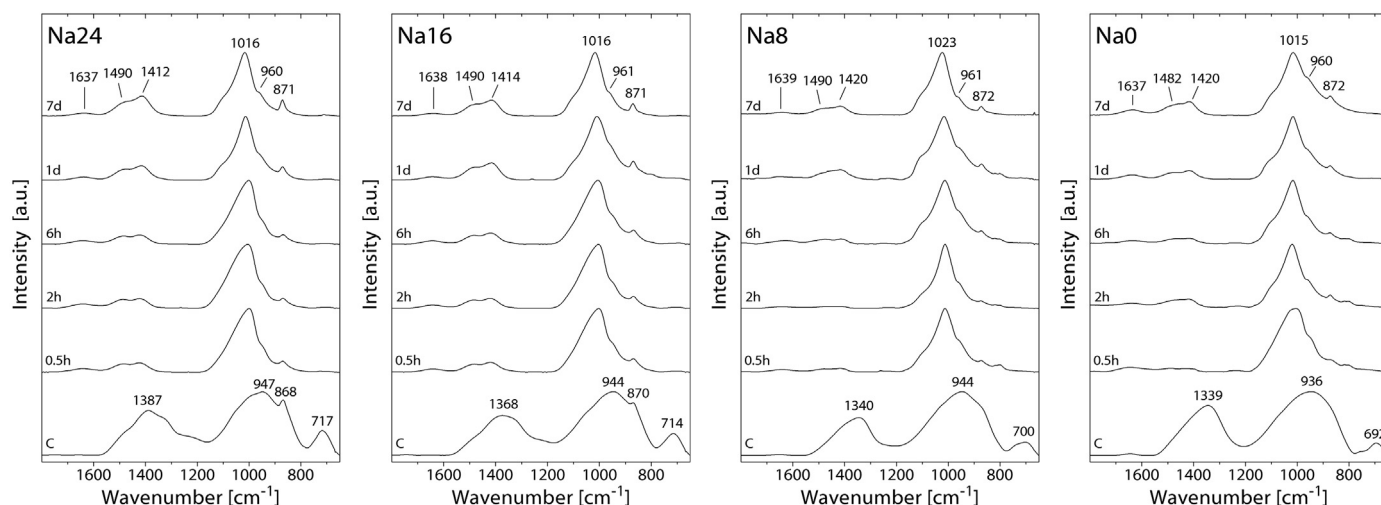 Na24
1016
1637
1490
1412
960
871
7d
1d
6h
2h
0.5h
1387
947
868
717
C
1600 1400 1200 1000 800
Wavenumber [cm-1]
Intensity [a.u.]
Na16
1016
1638
1490
1414
961
871
7d
1d
6h
2h
0.5h
1368
944
870
714
C
1600 1400 1200 1000 800
Wavenumber [cm-1]
Intensity [a.u.]
Na8
1023
1639
1490
1420
961
872
7d
1d
6h
2h
0.5h
1340
944
700
C
1600 1400 1200 1000 800
Wavenumber [cm-1]
Intensity [a.u.]
Na0
1015
1637
1482
1420
960
872
7d
1d
6h
2h
0.5h
1339
936
692
C
1600 1400 1200 1000 800
Wavenumber [cm-1]
Intensity [a.u.]